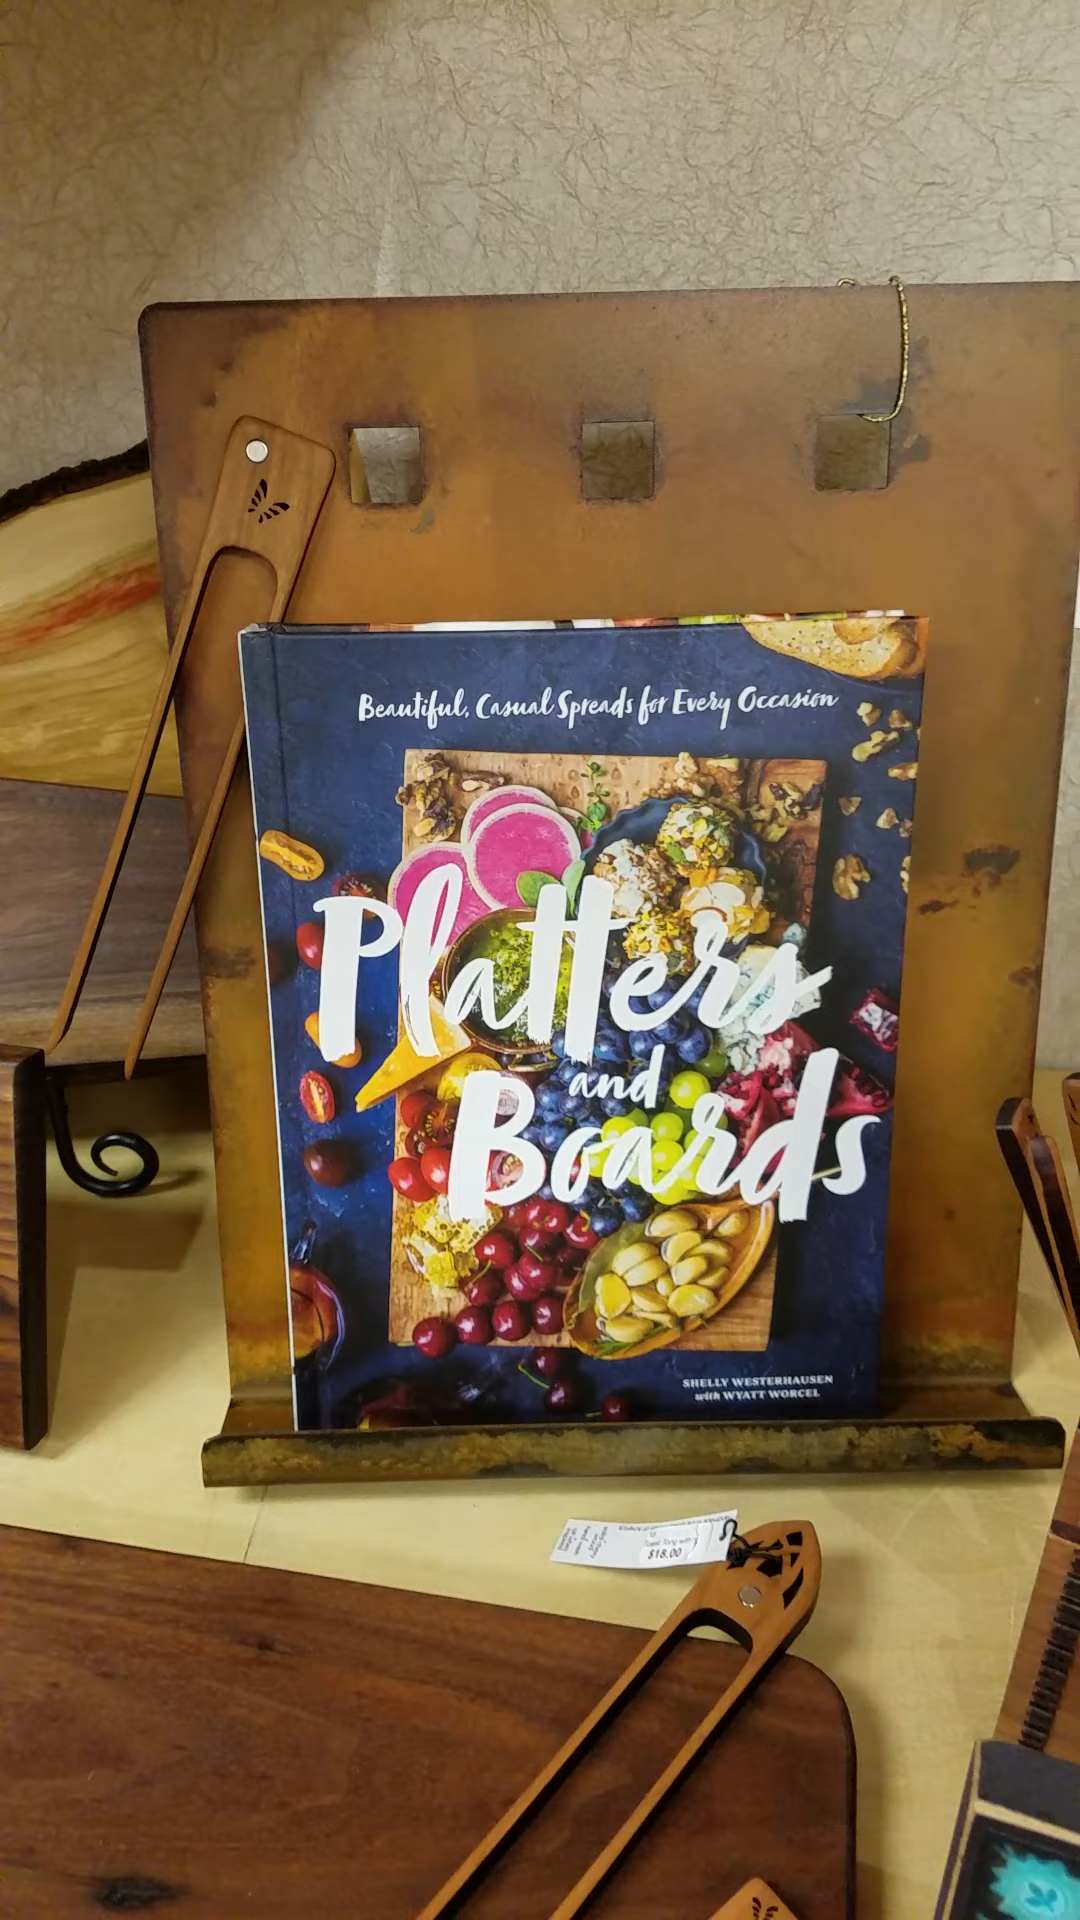 Beautiful, Casual Spreads for Every Occasion
Platters
and
Boards
SHELLY WESTERHAUSEN
with WYATT WORCEL
$18.00